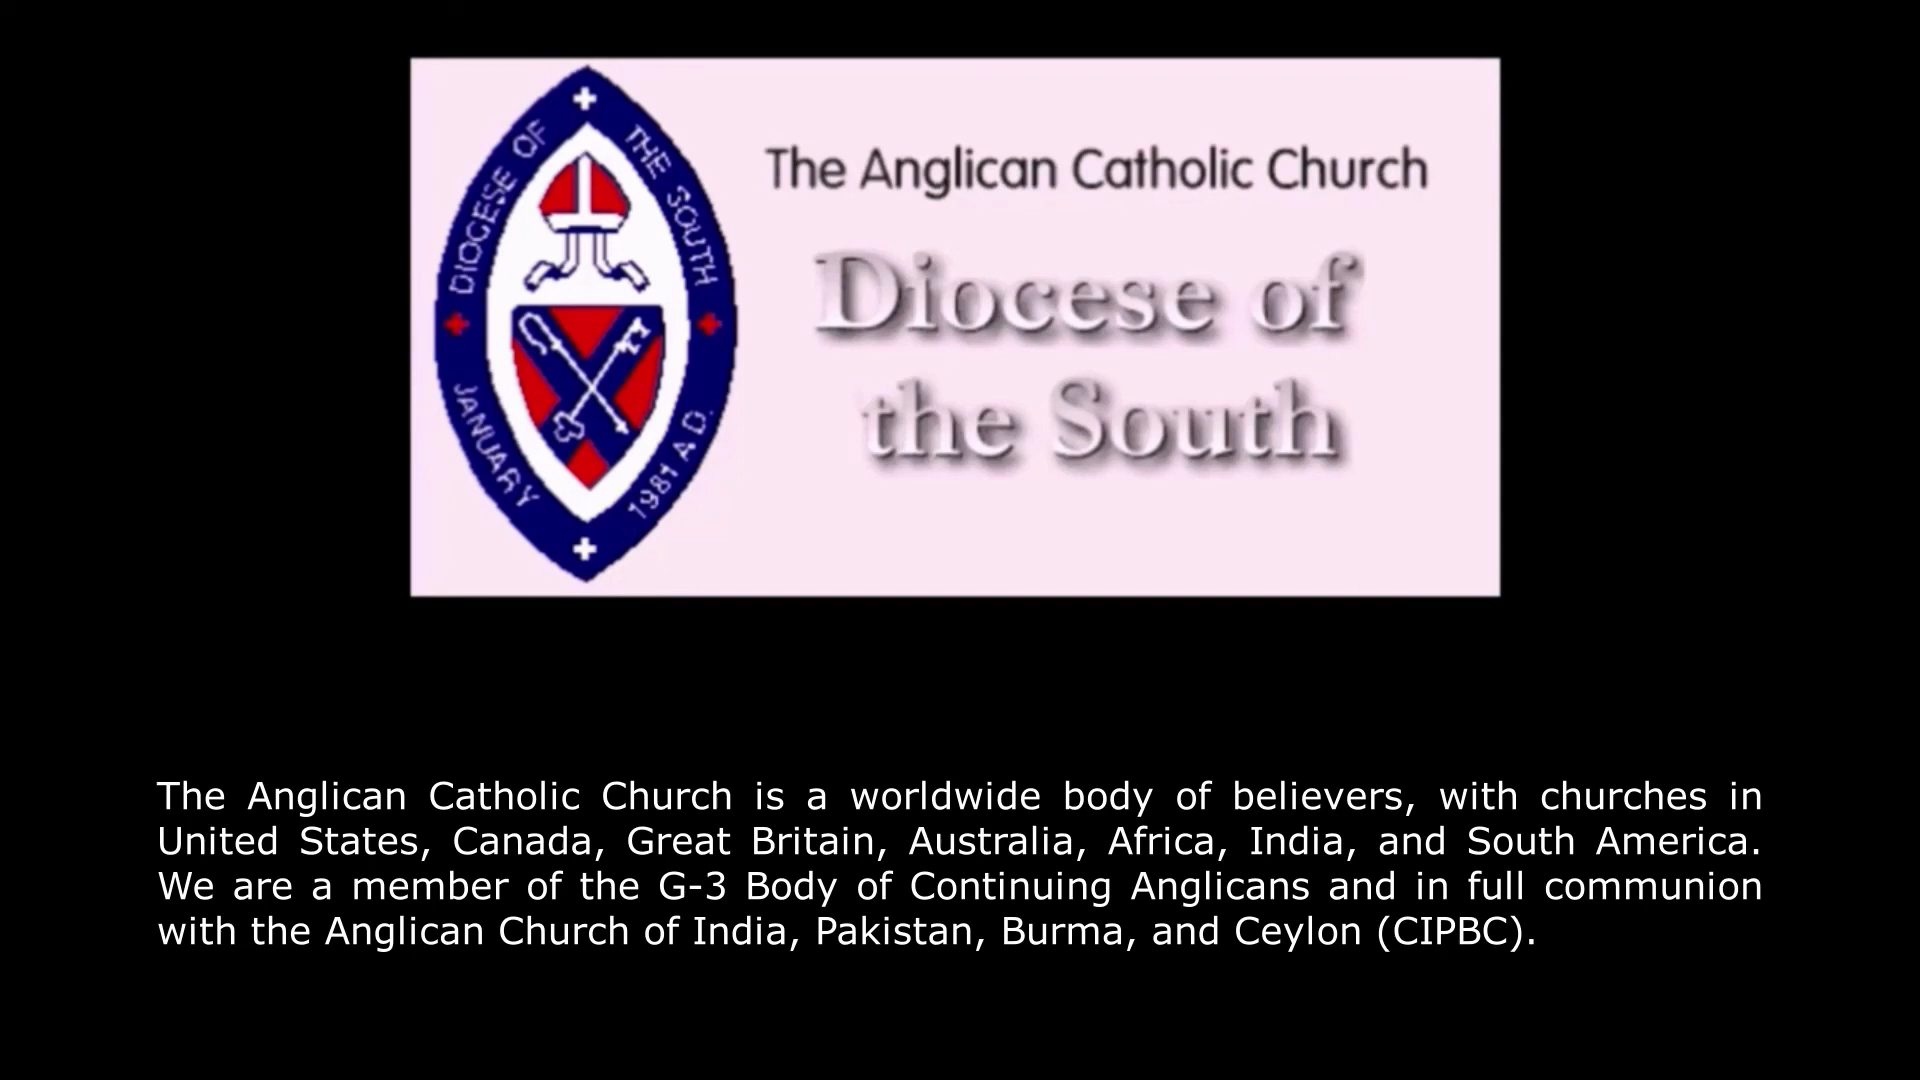 DIOCESE OF THE SOUTH
JANUARY 1981 A.D.
The Anglican Catholic Church
Diocese of
the South
The Anglican Catholic Church is a worldwide body of believers, with churches in
United States, Canada, Great Britain, Australia, Africa, India, and South America.
We are a member of the G-3 Body of Continuing Anglicans and in full communion
with the Anglican Church of India, Pakistan, Burma, and Ceylon (CIPBC).